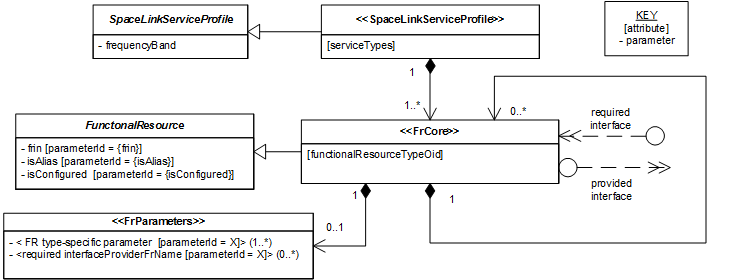 SpaceLinkServiceProfile
- frequencyBand
<<SpaceLinkServiceProfile>>
[serviceTypes]
KEY
[attribute]
- parameter
1
1..*
0..*
FunctonalResource
- frin [parameterId = {frin}]
- isAlias [parameterId = {isAlias}]
- isConfigured [parameterId = {isConfigured}]
<<FrCore>>
[functionalResourceTypeOid]
required
interface
provided
interface
1
1
0..1
<<FrParameters>>
- < FR type-specific parameter [parameterId = X]> (1..*)
- <required interfaceProviderFrName [parameterId = X]> (0..*)